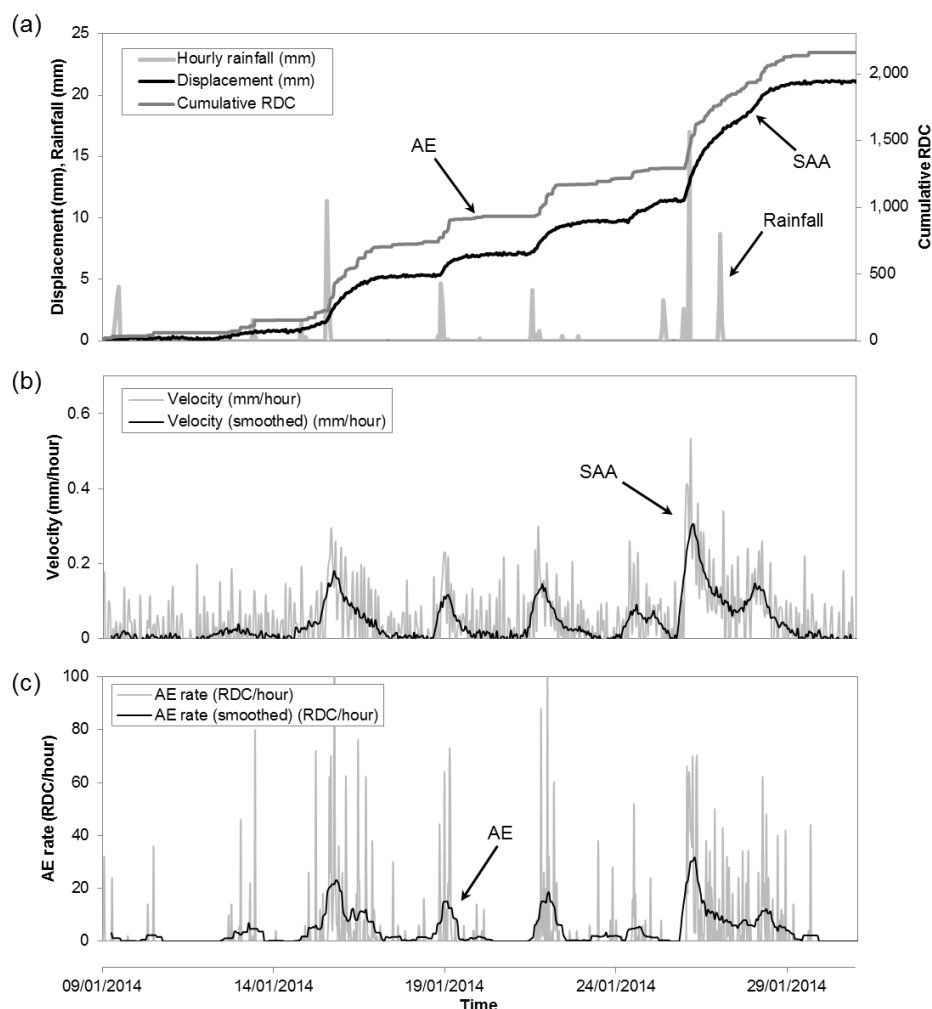 (a)
Hourly rainfall (mm)
Displacement (mm)
Cumulative RDC
AE
SAA
Rainfall
Displacement (mm), Rainfall (mm)
25
20
15
10
5
0
2,000
1,500
1,000
500
0
Cumulative RDC
(b)
Velocity (mm/hour)
Velocity (smoothed) (mm/hour)
SAA
Velocity (mm/hour)
0.6
0.4
0.2
0
(c)
AE rate (RDC/hour)
AE rate (smoothed) (RDC/hour)
AE
AE rate (RDC/hour)
100
80
60
40
20
0
09/01/2014 14/01/2014 19/01/2014 24/01/2014 29/01/2014
Time